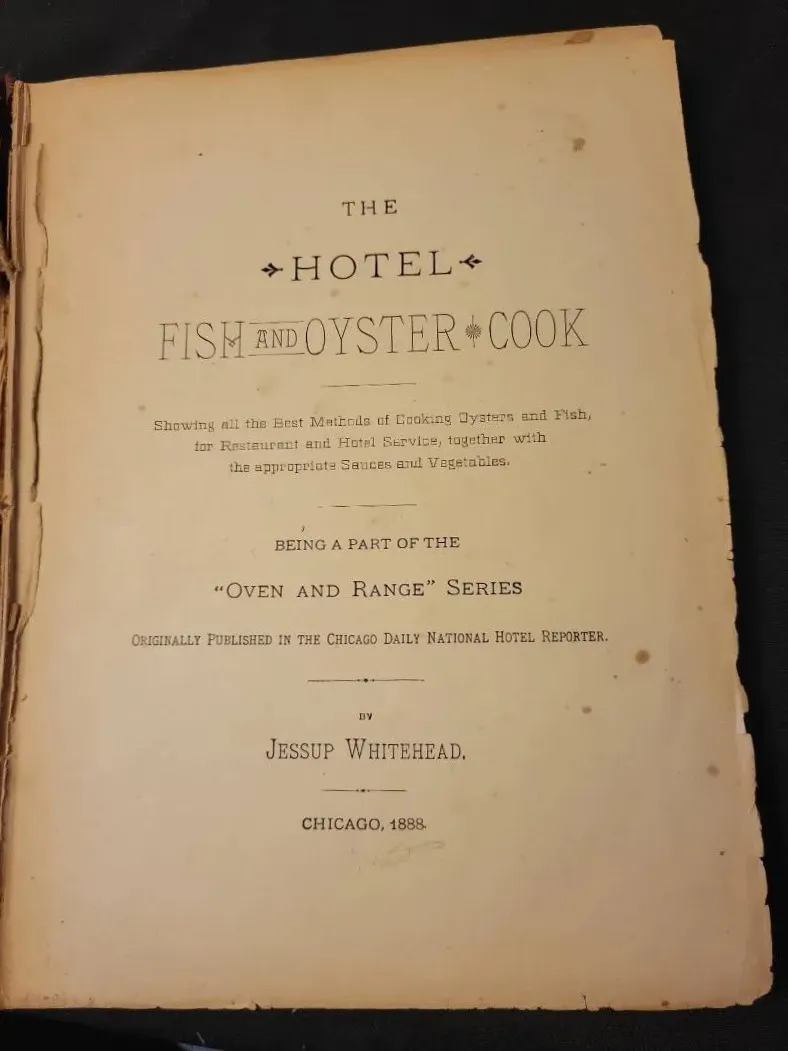 THE
HOTEL
FISH AND OYSTER COOK
Showing all the Best Methods of Cooking Oysters and Fish,
for Restaurant and Hotel Service, together with
the appropriate Sauces and Vegetables.
BEING A PART OF THE
“OVEN AND RANGE” SERIES
ORIGINALLY PUBLISHED IN THE CHICAGO DAILY NATIONAL HOTEL REPORTER.
BY
JESSUP WHITEHEAD.
CHICAGO, 1888.